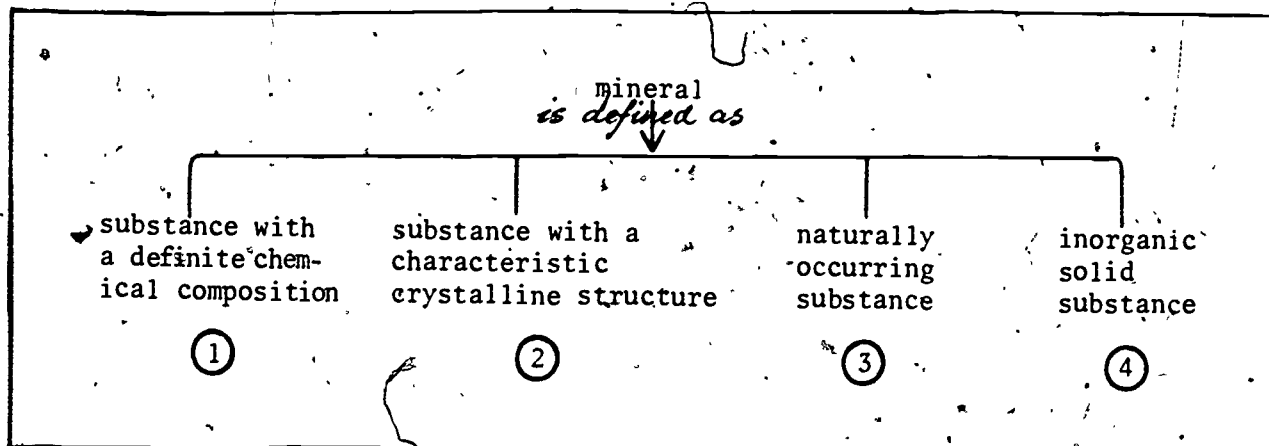 mineral
is defined as
substance with
a definite chem-
ical composition
substance with a
characteristic
crystalline structure
naturally
occurring
substance
inorganic
solid
substance
1
2
3
4